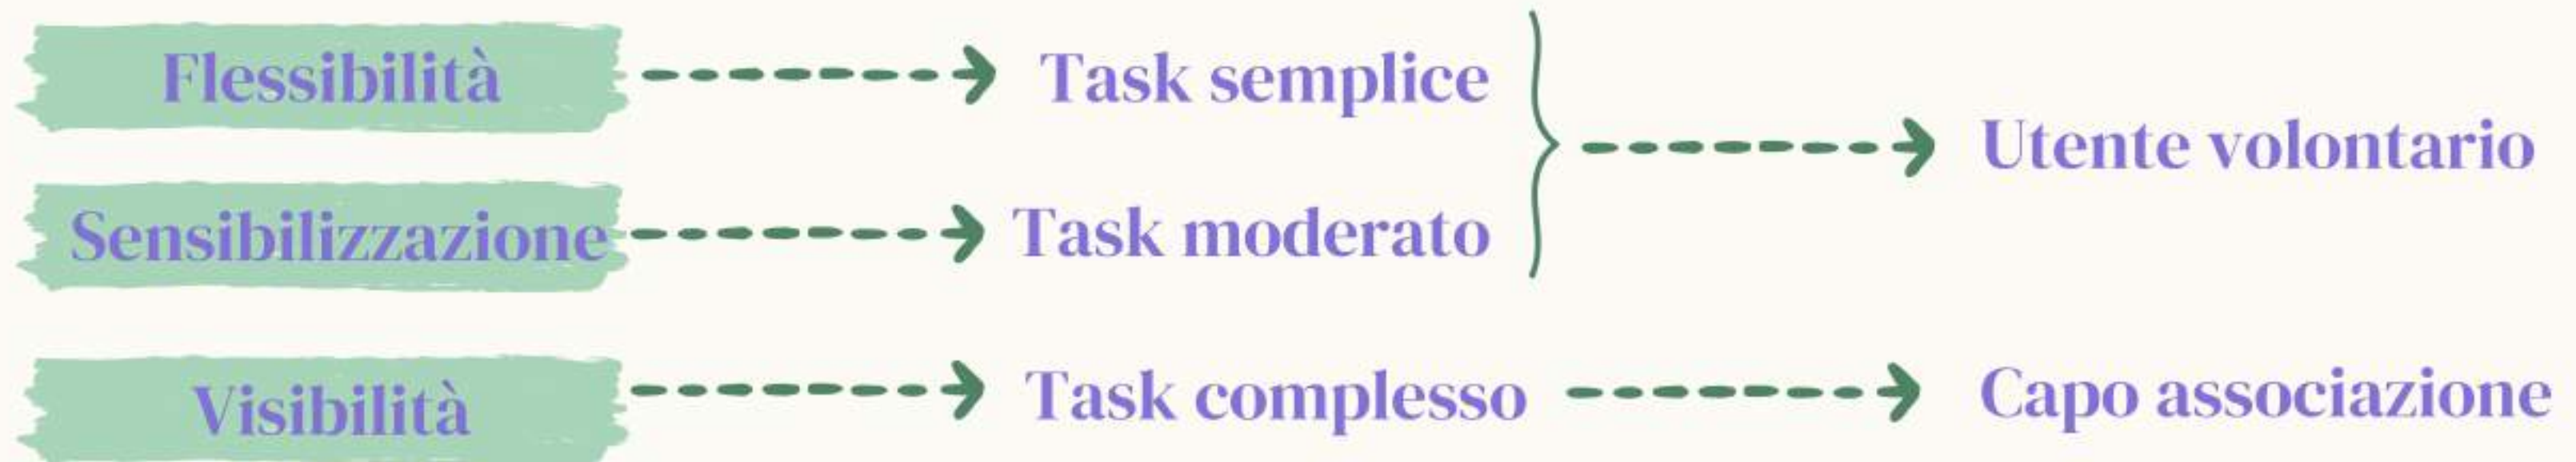 Flessibilità
Task semplice
Utente volontario
Sensibilizzazione
Task moderato
Visibilità
Task complesso
Capo associazione